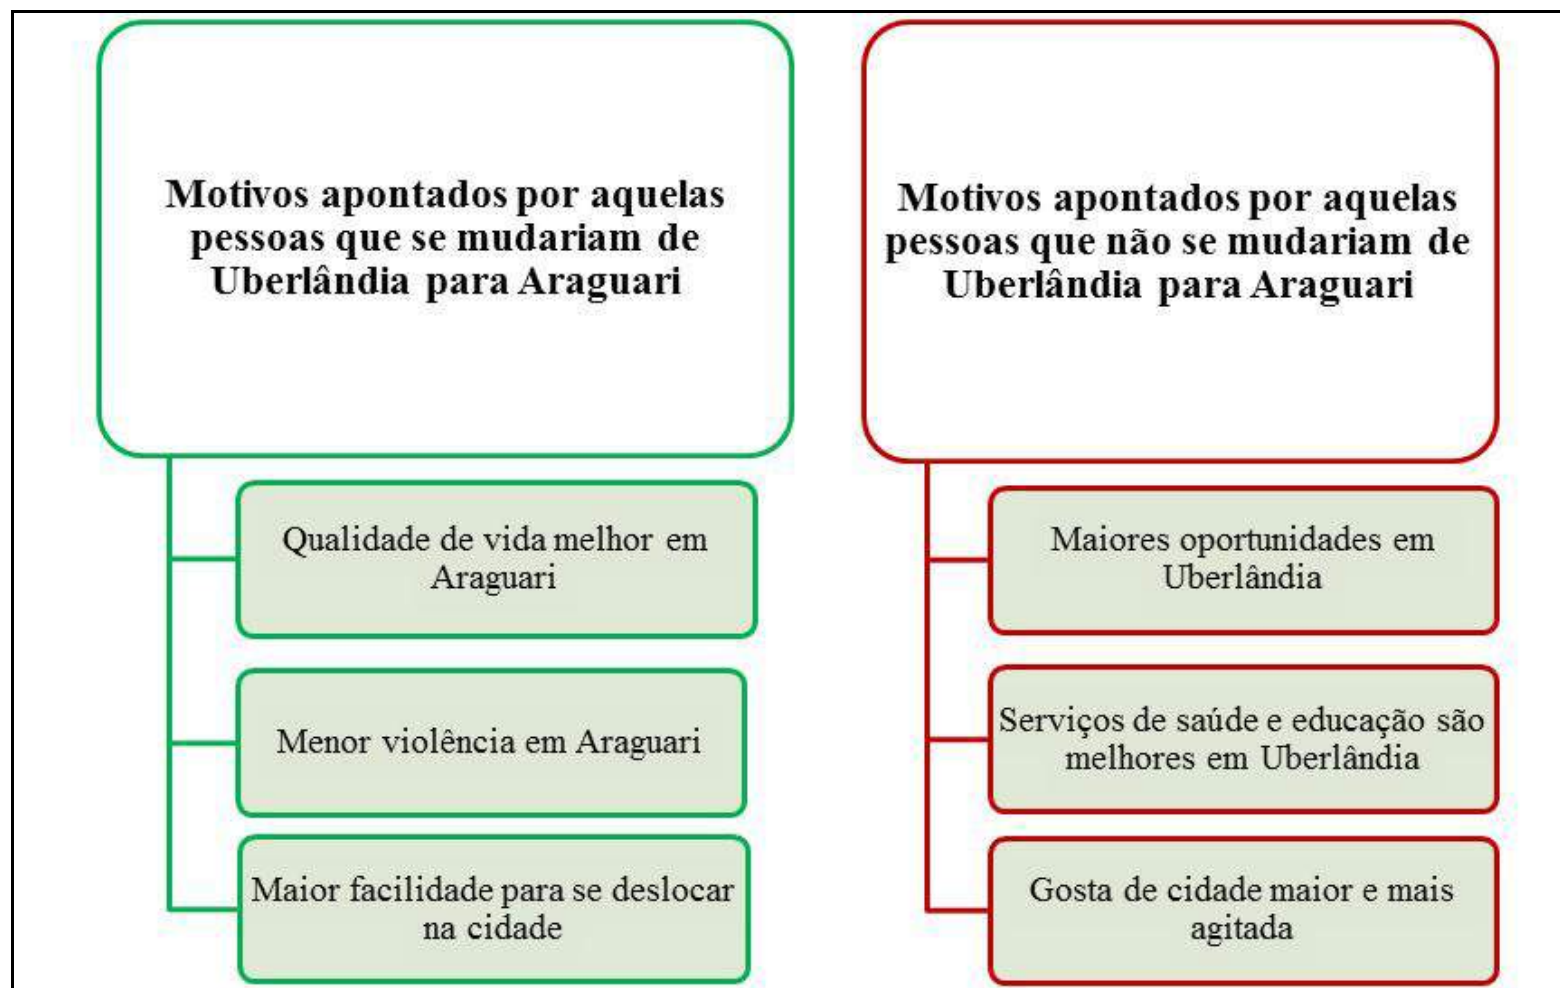 Motivos apontados por aquelas
pessoas que se mudariam de
Uberlândia para Araguari
Qualidade de vida melhor em
Araguari
Menor violência em Araguari
Maior facilidade para se deslocar
na cidade
Motivos apontados por aquelas
pessoas que não se mudariam de
Uberlândia para Araguari
Maiores oportunidades em
Uberlândia
Serviços de saúde e educação são
melhores em Uberlândia
Gosta de cidade maior e mais
agitada